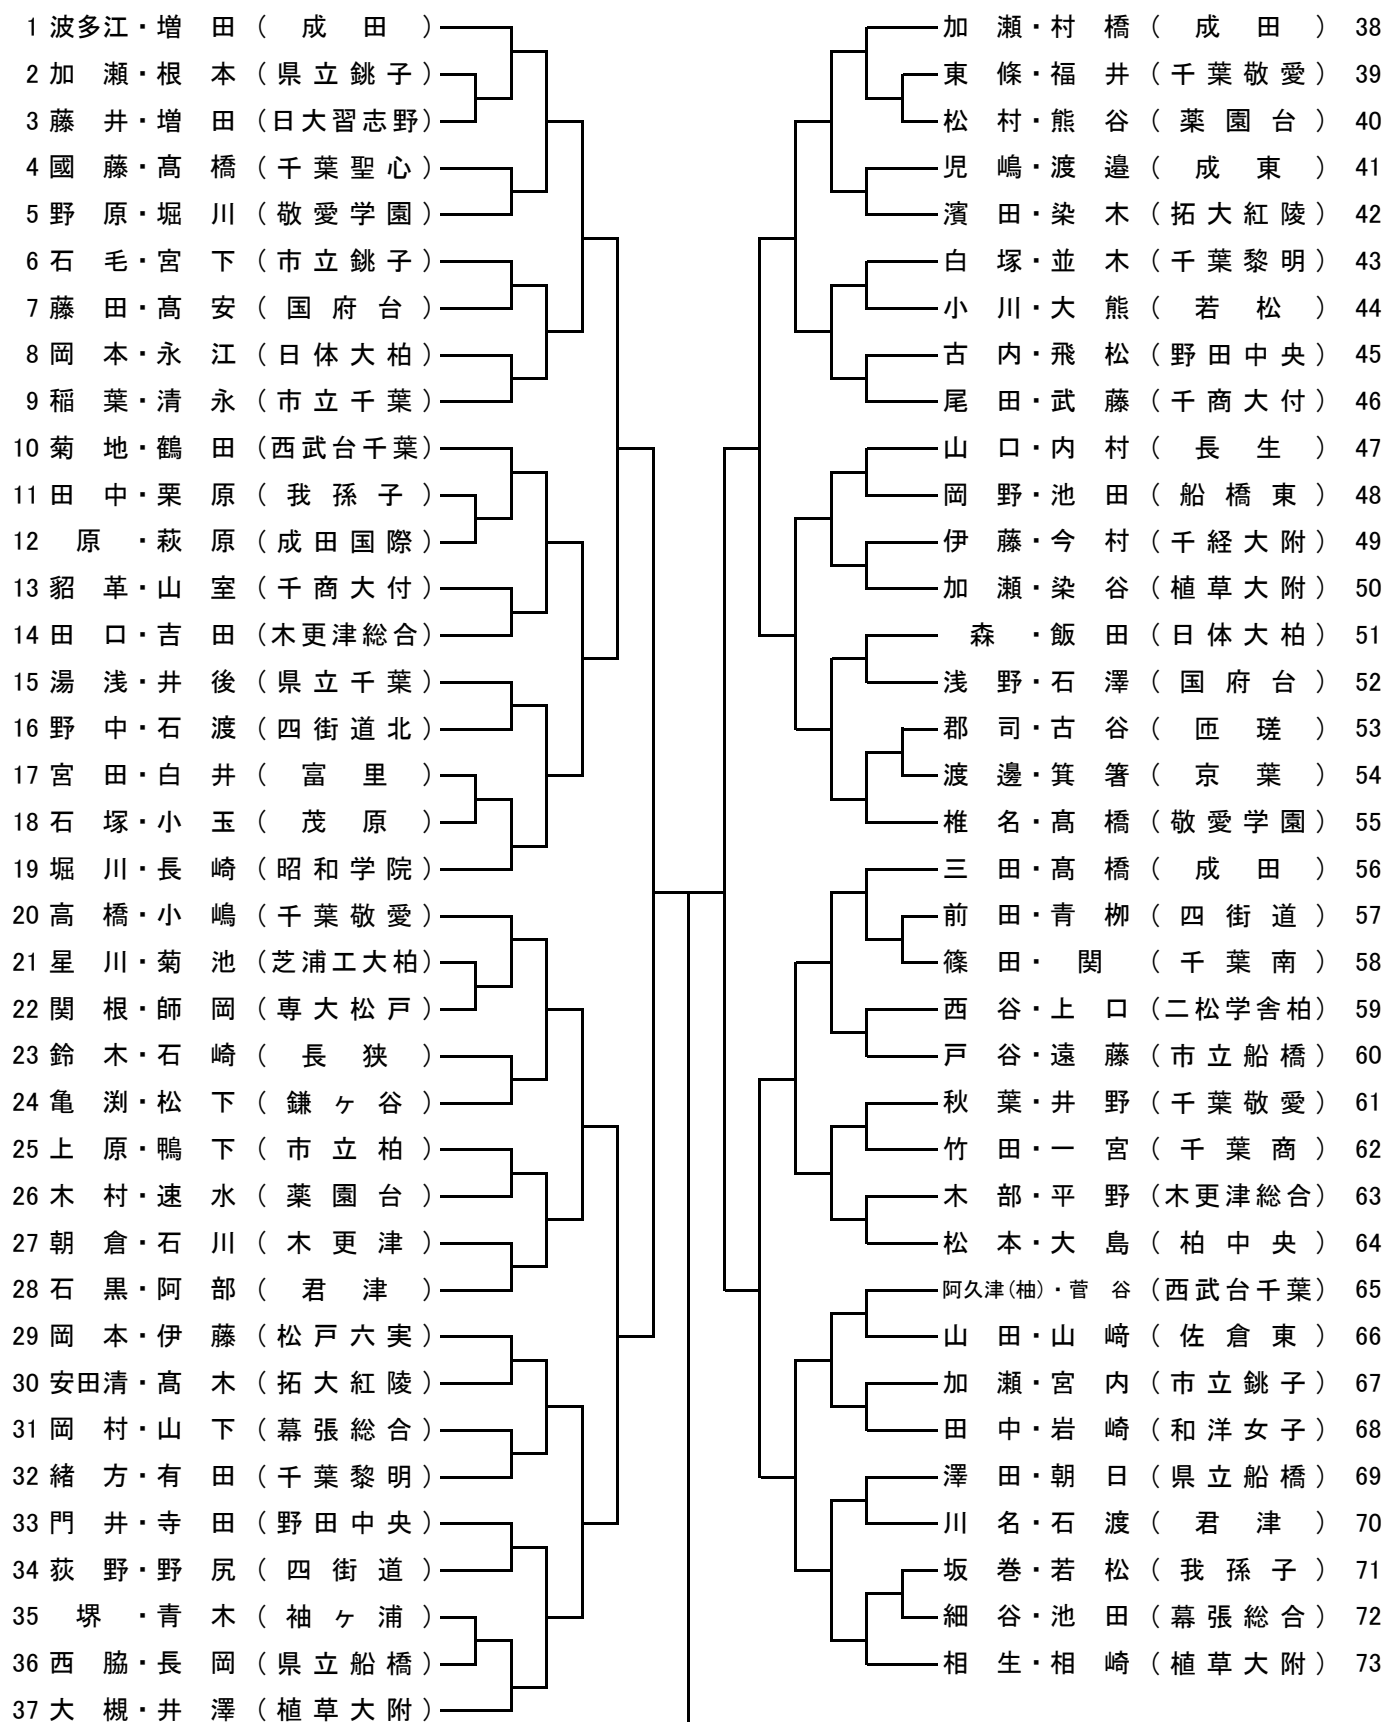 1 波多江・増　田 (　成　田　)
2 加　瀬・根　本 (県立銚子)
3 藤　井・増　田 (日大習志野)
4 國　藤・髙　橋 (千葉聖心)
5 野　原・堀　川 (敬愛学園)
6 石　毛・宮　下 (市立銚子)
7 藤　田・髙　安 (国府台)
8 岡　本・永　江 (日体大柏)
9 稲　葉・清　永 (市立千葉)
10 菊　地・鶴　田 (西武台千葉)
11 田　中・栗　原 (我孫子)
12 　原　・萩　原 (成田国際)
13 貂　革・山　室 (千商大付)
14 田　口・吉　田 (木更津総合)
15 湯　浅・井　後 (県立千葉)
16 野　中・石　渡 (四街道北)
17 宮　田・白　井 (　富　里　)
18 石　塚・小　玉 (　茂　原　)
19 堀　川・長　崎 (昭和学院)
20 高　橋・小　嶋 (千葉敬愛)
21 星　川・菊　池 (芝浦工大柏)
22 関　根・師　岡 (専大松戸)
23 鈴　木・石　崎 (　長　狭　)
24 亀　渕・松　下 (鎌ヶ谷)
25 上　原・鴨　下 (市立柏)
26 木　村・速　水 (薬園台)
27 朝　倉・石　川 (木更津)
28 石　黒・阿　部 (　君　津　)
29 岡　本・伊　藤 (松戸六実)
30 安田清・髙　木 (拓大紅陵)
31 岡　村・山　下 (幕張総合)
32 緒　方・有　田 (千葉黎明)
33 門　井・寺　田 (野田中央)
34 荻　野・野　尻 (四街道)
35 　堺　・青　木 (袖ヶ浦)
36 西　脇・長　岡 (県立船橋)
37 大　槻・井　澤 (植草大附)
加　瀬・村　橋 (　成　田　) 38
東　條・福　井 (千葉敬愛) 39
松　村・熊　谷 (薬園台) 40
児　嶋・渡　邉 (　成　東　) 41
濱　田・染　木 (拓大紅陵) 42
白　塚・並　木 (千葉黎明) 43
小　川・大　熊 (　若　松　) 44
古　内・飛　松 (野田中央) 45
尾　田・武　藤 (千商大付) 46
山　口・内　村 (　長　生　) 47
岡　野・池　田 (船橋東) 48
伊　藤・今　村 (千経大附) 49
加　瀬・染　谷 (植草大附) 50
　森　・飯　田 (日体大柏) 51
浅　野・石　澤 (国府台) 52
郡　司・古　谷 (　匝　瑳　) 53
渡　邊・箕　箸 (　京　葉　) 54
椎　名・髙　橋 (敬愛学園) 55
三　田・髙　橋 (　成　田　) 56
前　田・青　栁 (四街道) 57
篠　田・　関　 (千葉南) 58
西　谷・上　口 (二松学舎柏) 59
戸　谷・遠　藤 (市立船橋) 60
秋　葉・井　野 (千葉敬愛) 61
竹　田・一　宮 (千葉商) 62
木　部・平　野 (木更津総合) 63
松　本・大　島 (柏中央) 64
阿久津(柚)・菅　谷 (西武台千葉) 65
山　田・山　﨑 (佐倉東) 66
加　瀬・宮　内 (市立銚子) 67
田　中・岩　崎 (和洋女子) 68
澤　田・朝　日 (県立船橋) 69
川　名・石　渡 (　君　津　) 70
坂　巻・若　松 (我孫子) 71
細　谷・池　田 (幕張総合) 72
相　生・相　崎 (植草大附) 73